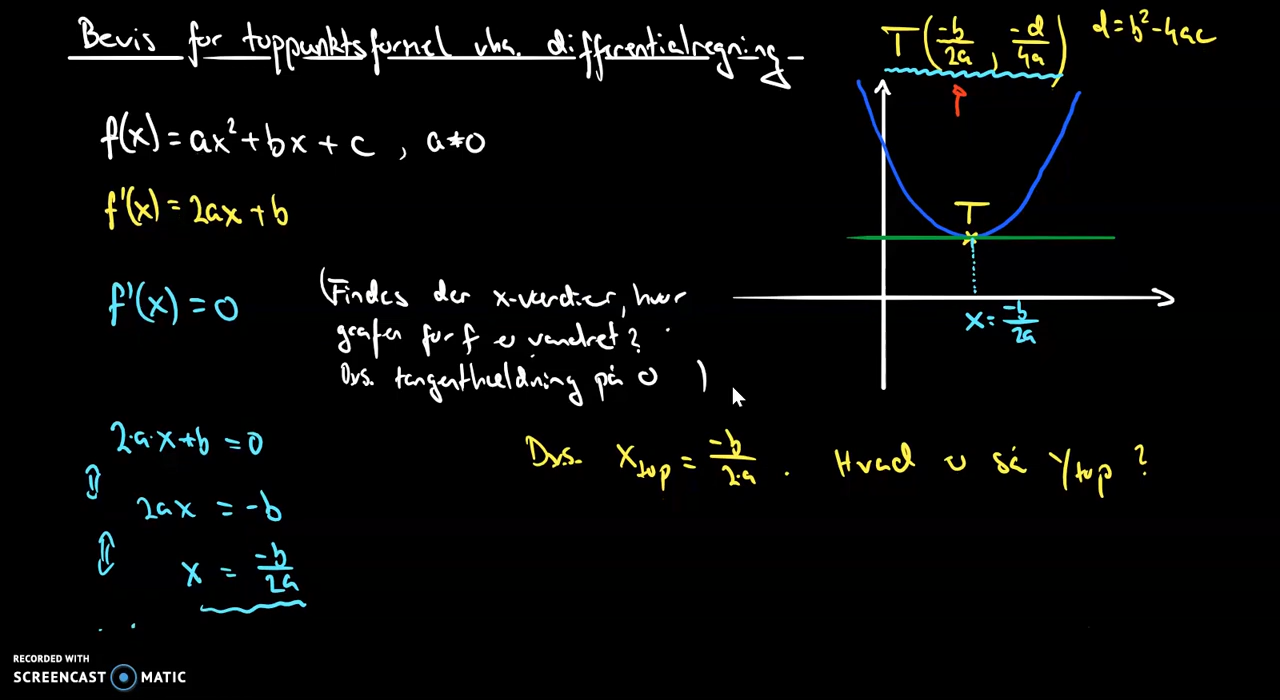 Bevis for toppunktsformel vha. differentialregning
T(-b/2a, -d/4a) d=b²-4ac
f(x) = ax² + bx + c , a≠0
f'(x) = 2ax + b
T
f'(x) = 0
(Findes der x-værdier, hvor
grafen for f er vandret?
Dvs. tangenthældning på 0 )
x = -b/2a
2·a·x+b = 0
⇕
2ax = -b
⇕
x = -b/2a
Dvs. x_top = -b/2·a . Hvad er så y_top ?
RECORDED WITH
SCREENCAST MATIC